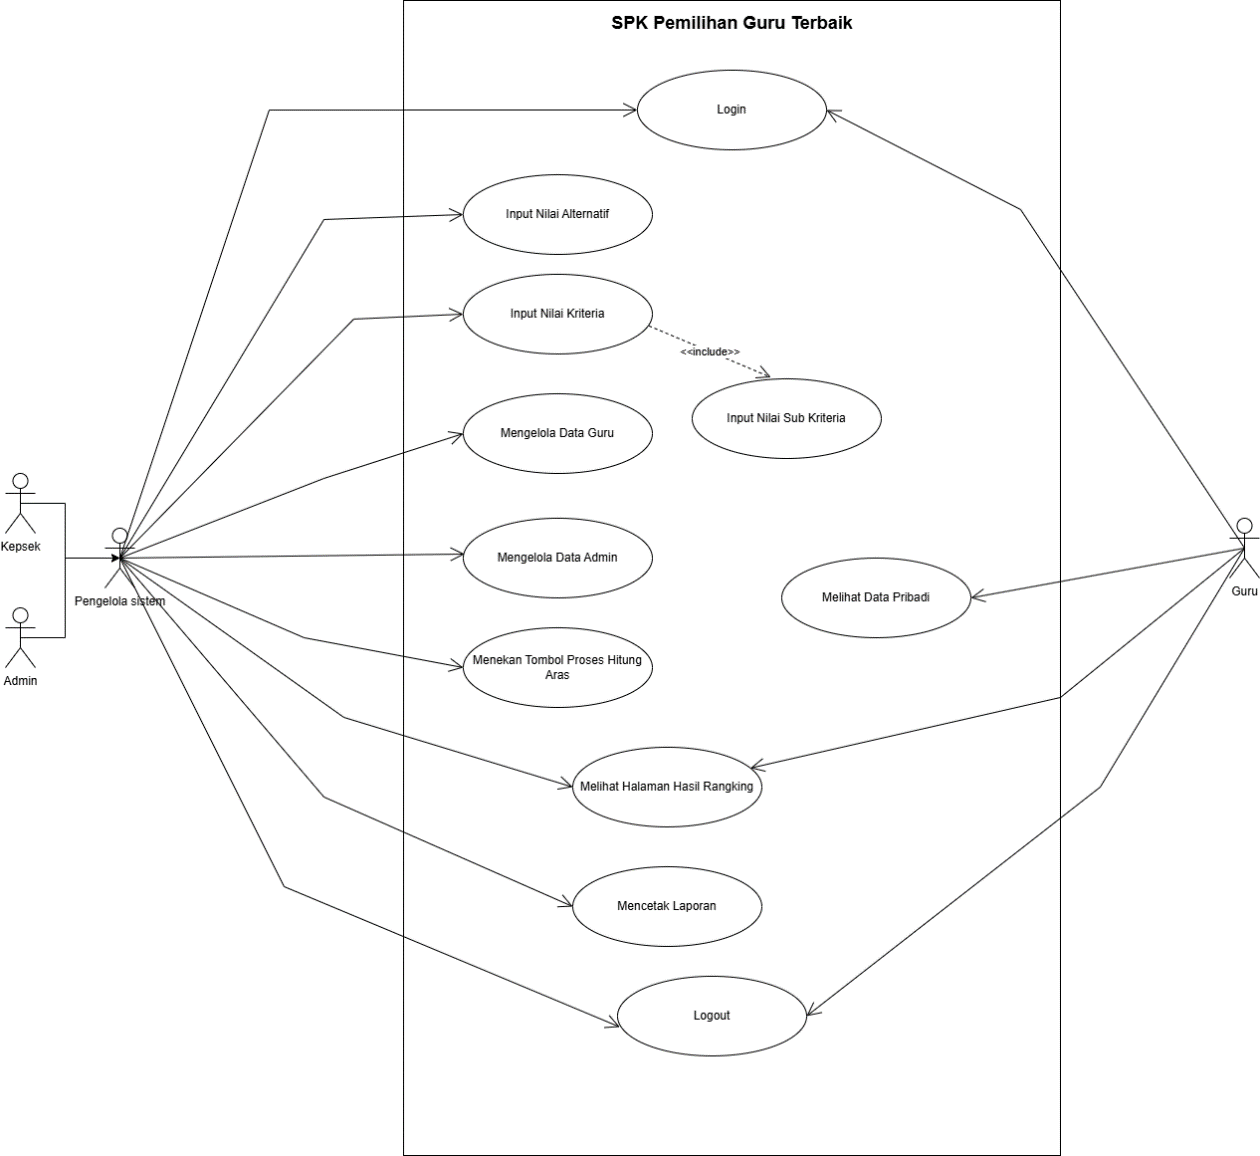 SPK Pemilihan Guru Terbaik
Login
Input Nilai Alternatif
Input Nilai Kriteria
<<include>>
Input Nilai Sub Kriteria
Mengelola Data Guru
Kepsek
Mengelola Data Admin
Pengelola sistem
Melihat Data Pribadi
Guru
Admin
Menekan Tombol Proses Hitung
Aras
Melihat Halaman Hasil Rangking
Mencetak Laporan
Logout